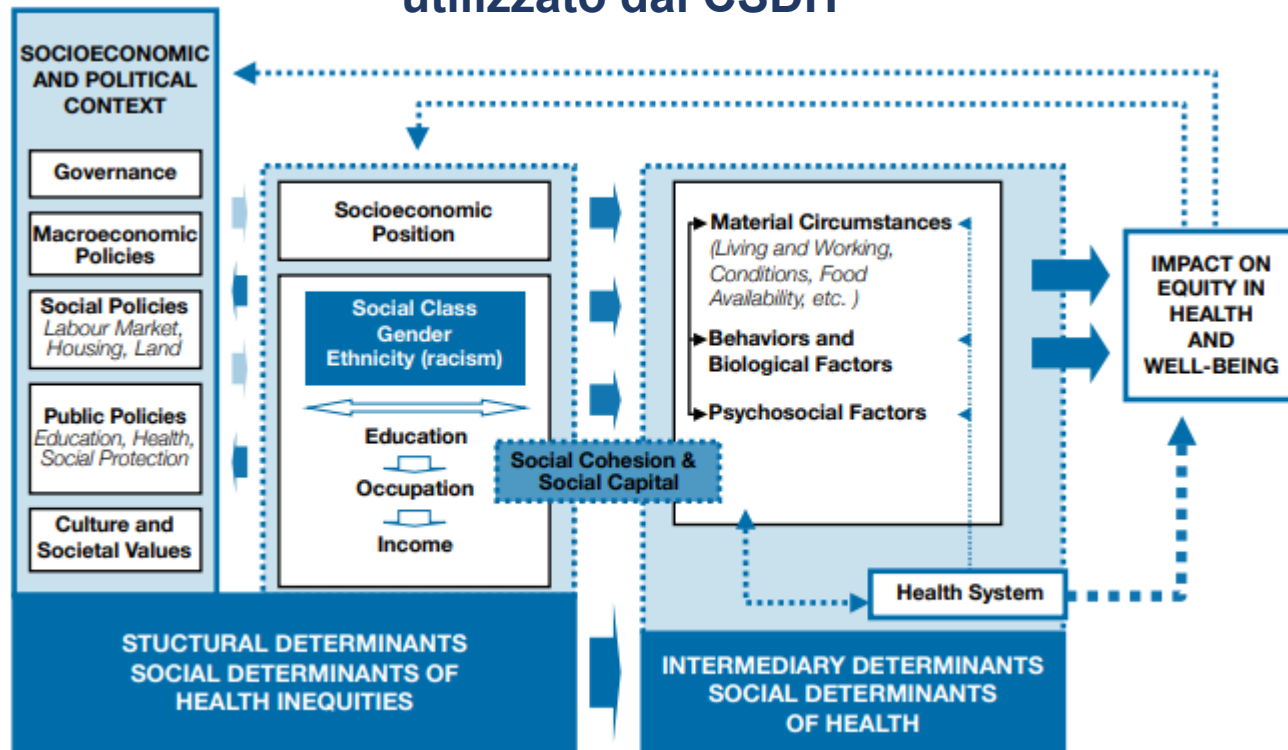 utilizzato dal CSDH
SOCIOECONOMIC
AND POLITICAL
CONTEXT
Governance
Macroeconomic
Policies
Social Policies
Labour Market,
Housing, Land
Public Policies
Education, Health,
Social Protection
Culture and
Societal Values
Socioeconomic
Position
Social Class
Gender
Ethnicity (racism)
Education
Occupation
Income
Social Cohesion &
Social Capital
Material Circumstances
(Living and Working,
Conditions, Food
Availability, etc. )
Behaviors and
Biological Factors
Psychosocial Factors
Health System
IMPACT ON
EQUITY IN
HEALTH
AND
WELL-BEING
STUCTURAL DETERMINANTS
SOCIAL DETERMINANTS OF
HEALTH INEQUITIES
INTERMEDIARY DETERMINANTS
SOCIAL DETERMINANTS
OF HEALTH